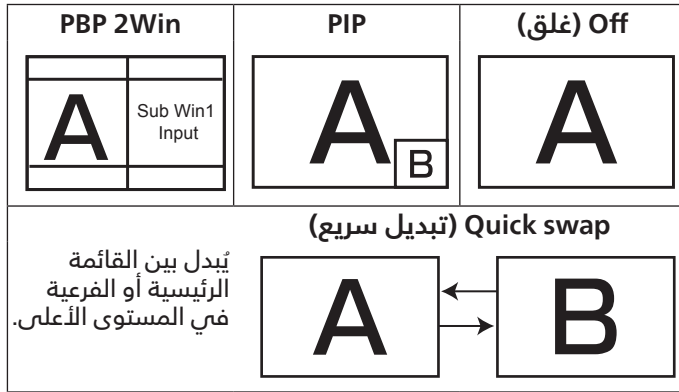 Off (غلق)
PIP
PBP 2Win
A
A
B
A
Sub Win1
Input
Quick swap (تبديل سريع)
A
B
يُبدل بين القائمة
الرئيسية أو الفرعية
في المستوى الأعلى.